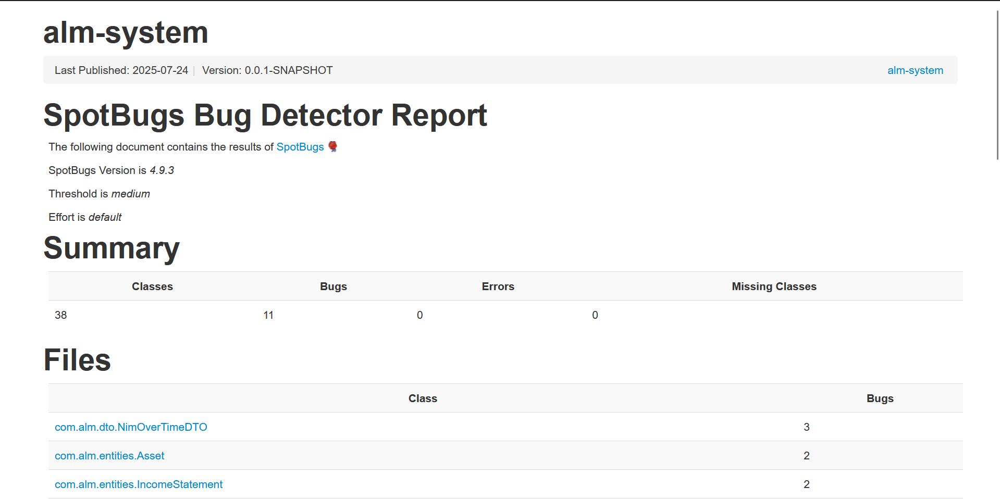 alm-system
Last Published: 2025-07-24 | Version: 0.0.1-SNAPSHOT alm-system
SpotBugs Bug Detector Report
The following document contains the results of SpotBugs
SpotBugs Version is 4.9.3
Threshold is medium
Effort is default
Summary
Classes Bugs Errors Missing Classes
38 11 0 0
Files
Class Bugs
com.alm.dto.NimOverTimeDTO 3
com.alm.entities.Asset 2
com.alm.entities.IncomeStatement 2